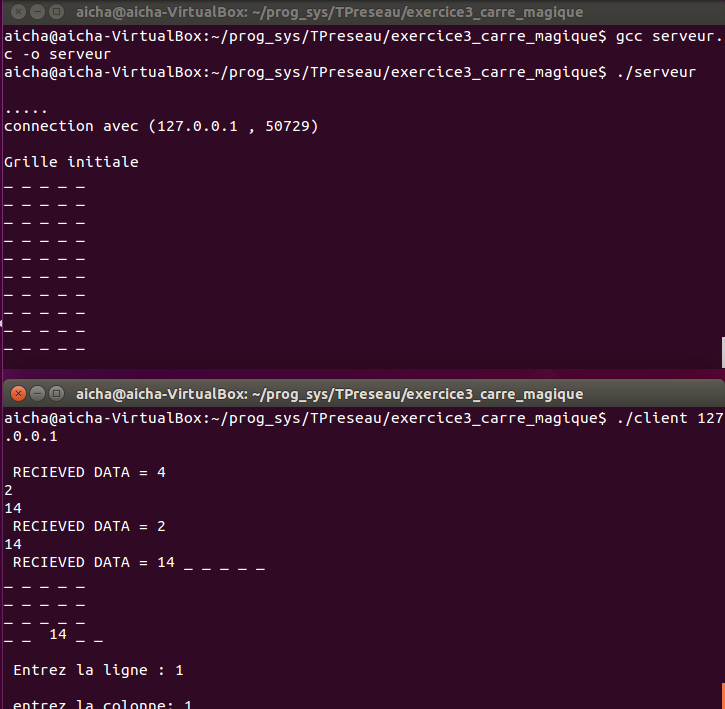 aicha@aicha-VirtualBox: ~/prog_sys/TPreseau/exercice3_carre_magique
aicha@aicha-VirtualBox:~/prog_sys/TPreseau/exercice3_carre_magique$ gcc serveur.
c -o serveur
aicha@aicha-VirtualBox:~/prog_sys/TPreseau/exercice3_carre_magique$ ./serveur
.....
connection avec (127.0.0.1 , 50729)
Grille initiale
_ _ _ _ _
_ _ _ _ _
_ _ _ _ _
_ _ _ _ _
_ _ _ _ _
_ _ _ _ _
_ _ _ _ _
_ _ _ _ _
_ _ _ _ _
_ _ _ _ _
aicha@aicha-VirtualBox: ~/prog_sys/TPreseau/exercice3_carre_magique
aicha@aicha-VirtualBox:~/prog_sys/TPreseau/exercice3_carre_magique$ ./client 127
.0.0.1
RECIEVED DATA = 4
2
14
RECIEVED DATA = 2
14
RECIEVED DATA = 14 _ _ _ _ _
_ _ _ _ _
_ _ _ _ _
_ _ _ _ _
_ _ 14 _ _
Entrez la ligne : 1
entrez la colonne: 1